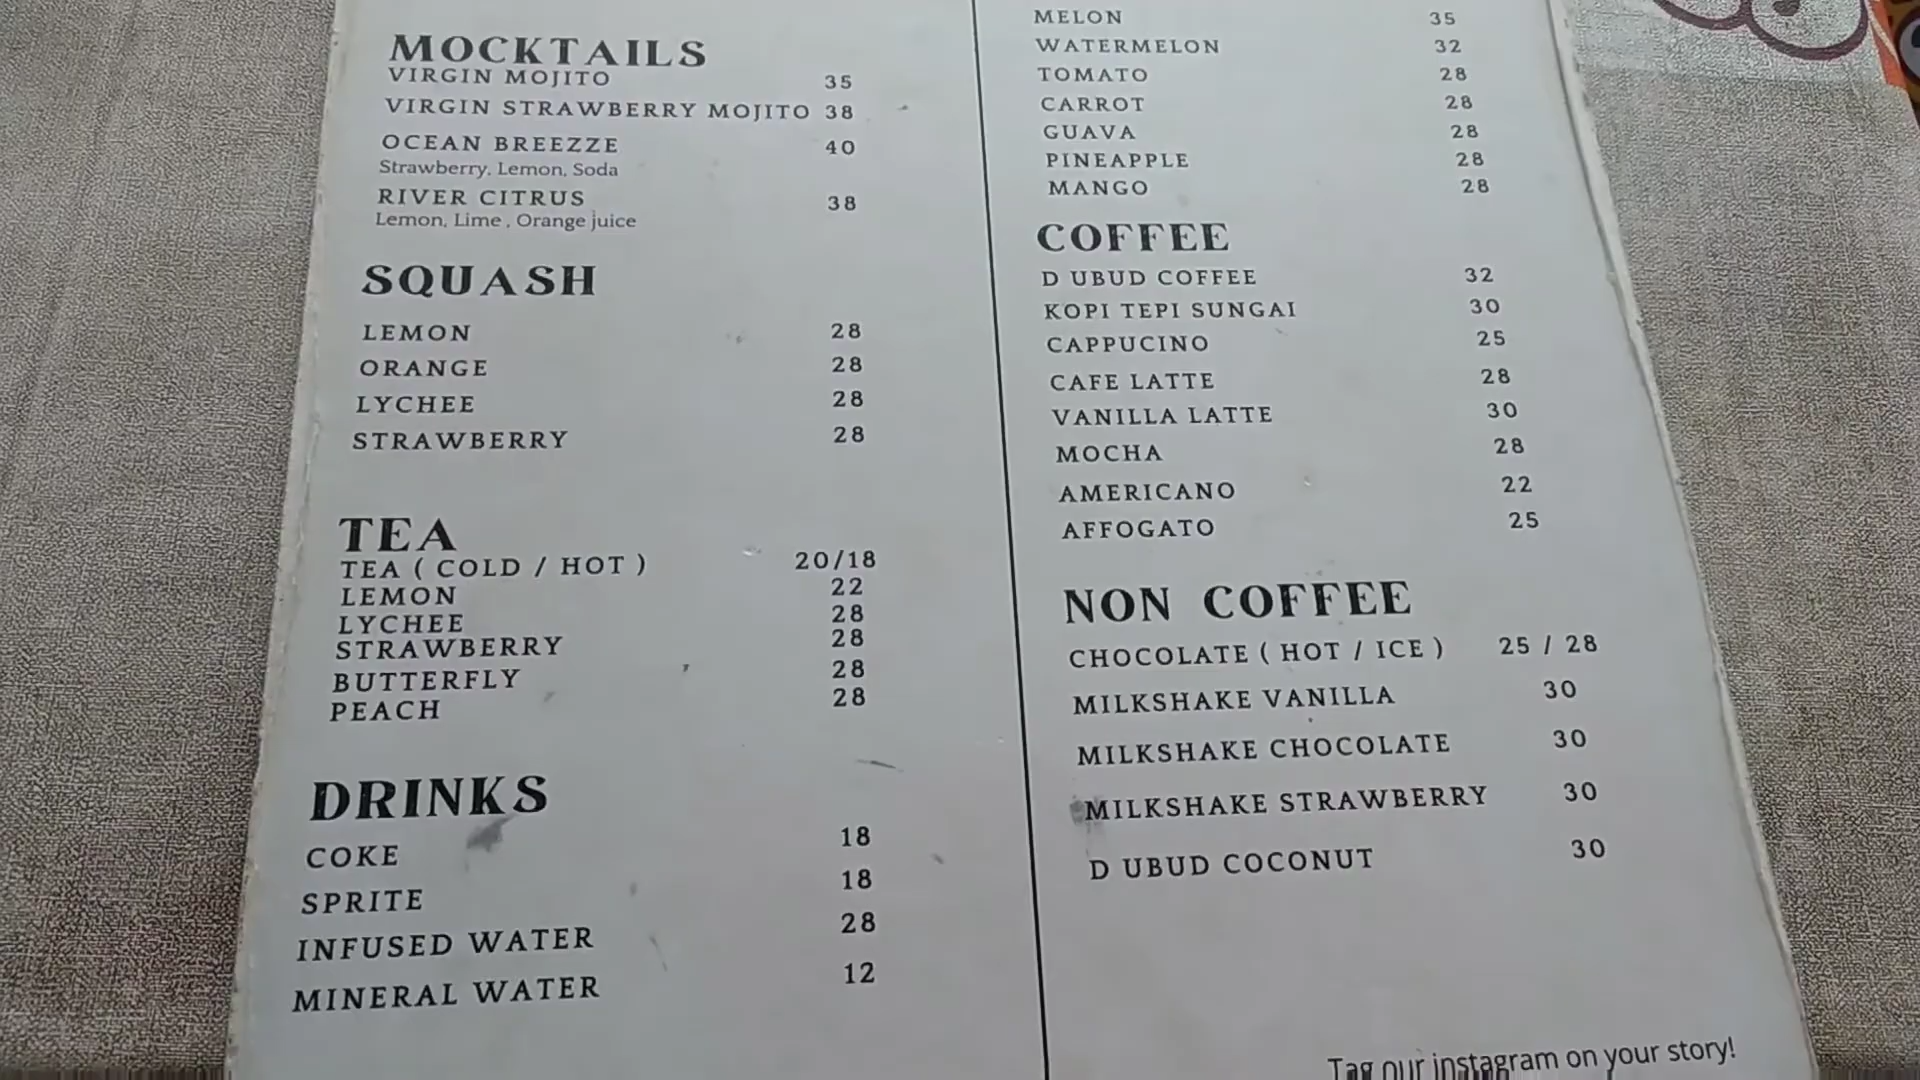 MOCKTAILS
VIRGIN MOJITO 35
VIRGIN STRAWBERRY MOJITO 38
OCEAN BREEZZE 40
Strawberry, Lemon, Soda
RIVER CITRUS 38
Lemon, Lime , Orange juice
SQUASH
LEMON 28
ORANGE 28
LYCHEE 28
STRAWBERRY 28
TEA
TEA ( COLD / HOT ) 20/18
LEMON 22
LYCHEE 28
STRAWBERRY 28
BUTTERFLY 28
PEACH 28
DRINKS
COKE 18
SPRITE 18
INFUSED WATER 28
MINERAL WATER 12
MELON 35
WATERMELON 32
TOMATO 28
CARROT 28
GUAVA 28
PINEAPPLE 28
MANGO 28
COFFEE
D UBUD COFFEE 32
KOPI TEPI SUNGAI 30
CAPPUCINO 25
CAFE LATTE 28
VANILLA LATTE 30
MOCHA 28
AMERICANO 22
AFFOGATO 25
NON COFFEE
CHOCOLATE ( HOT / ICE ) 25 / 28
MILKSHAKE VANILLA 30
MILKSHAKE CHOCOLATE 30
MILKSHAKE STRAWBERRY 30
D UBUD COCONUT 30
Tag our instagram on your story!